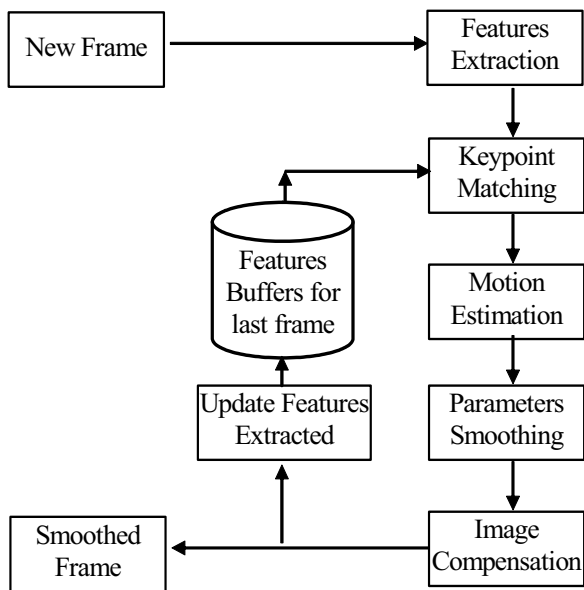 New Frame
Features
Extraction
Keypoint
Matching
Features
Buffers for
last frame
Motion
Estimation
Update Features
Extracted
Parameters
Smoothing
Smoothed
Frame
Image
Compensation